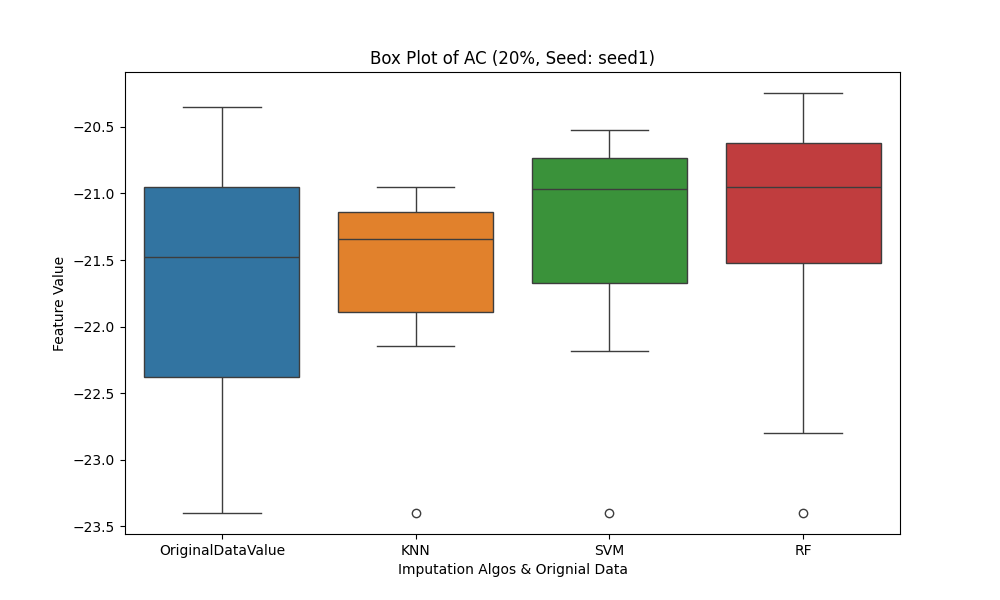 Box Plot of AC (20%, Seed: seed1)
Feature Value
−20.5
−21.0
−21.5
−22.0
−22.5
−23.0
−23.5
OriginalDataValue
KNN
SVM
RF
Imputation Algos & Orignial Data